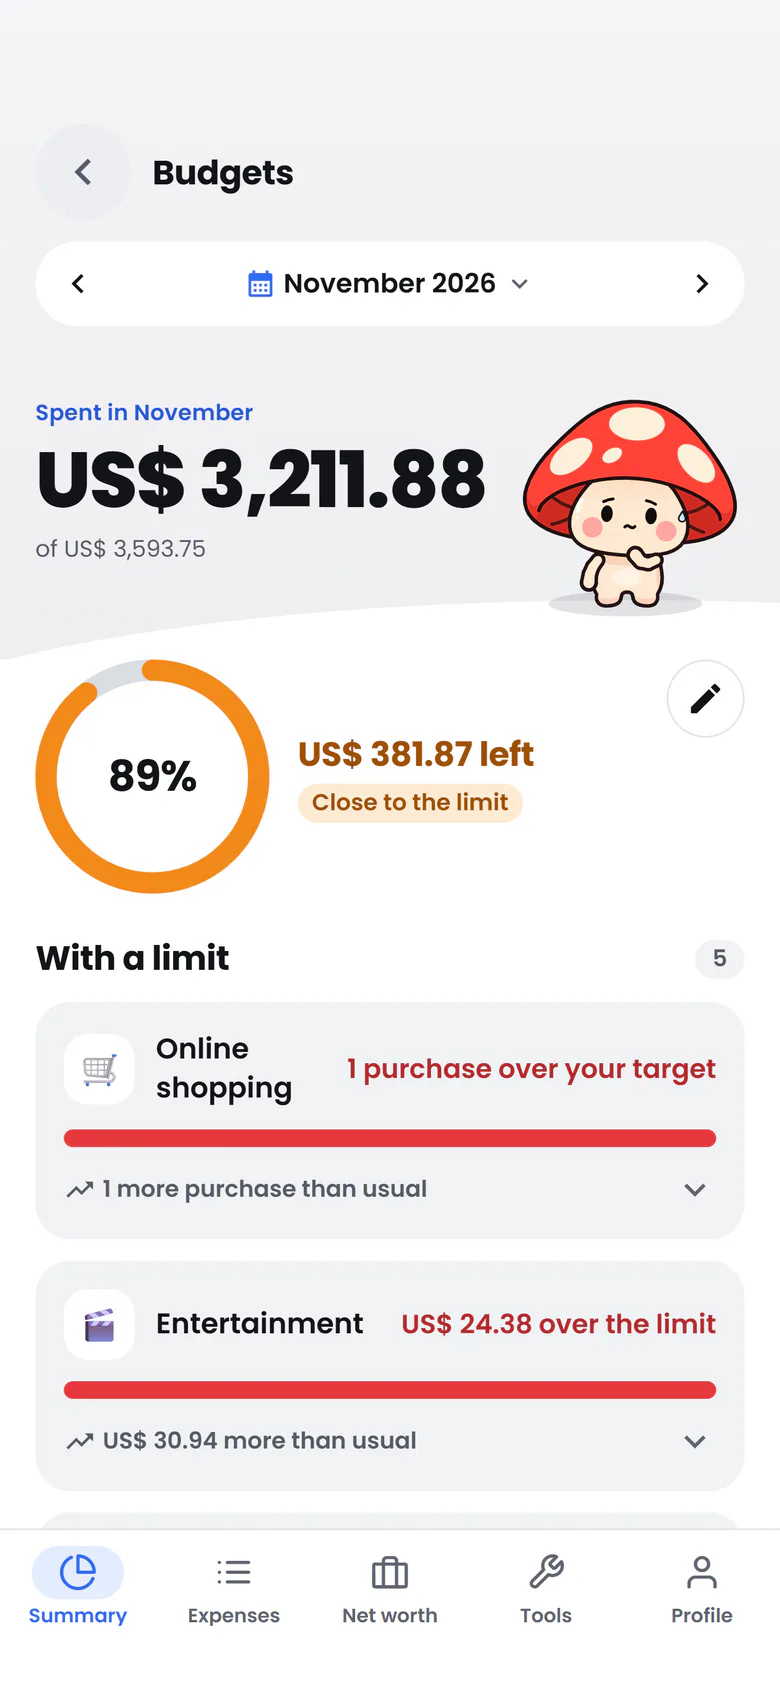 Budgets
November 2026
Spent in November
US$ 3,211.88
of US$ 3,593.75
89%
US$ 381.87 left
Close to the limit
With a limit
5
Online
shopping
1 purchase over your target
1 more purchase than usual
Entertainment
US$ 24.38 over the limit
US$ 30.94 more than usual
Summary
Expenses
Net worth
Tools
Profile